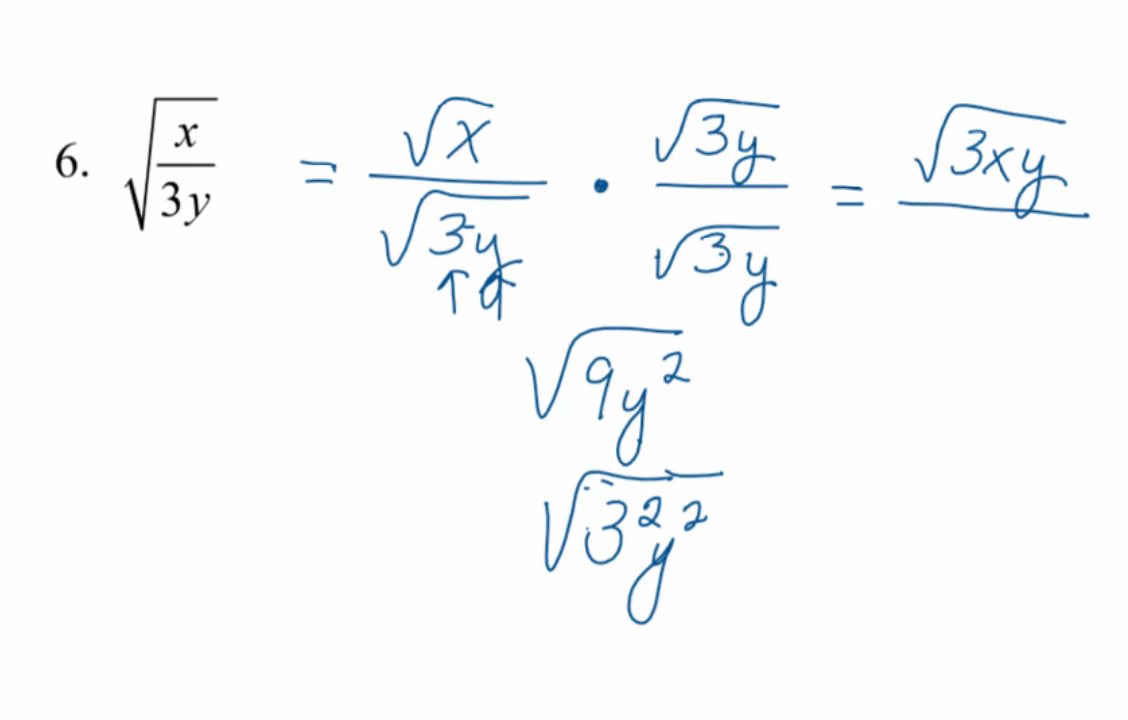 6. √(x/3y) = √x/√3y · √3y/√3y = √3xy/
↑ ↑
√9y²
√3²y²